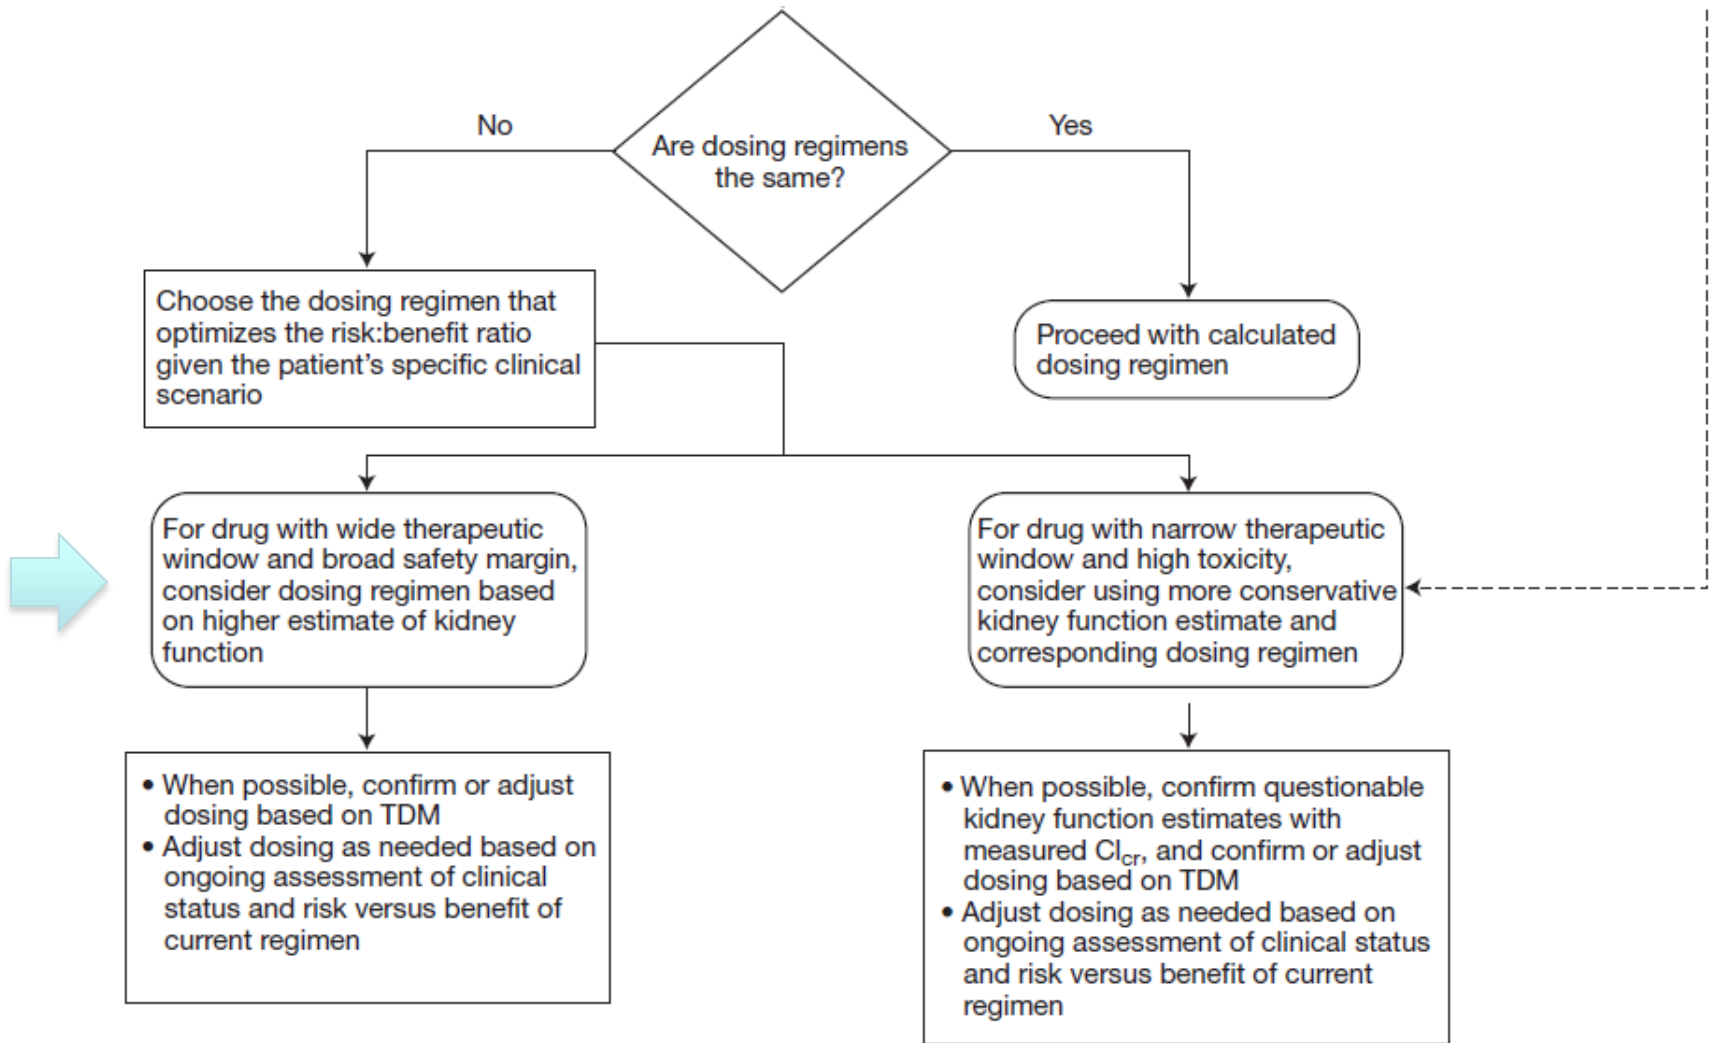 Are dosing regimens
the same?
No
Yes
Choose the dosing regimen that
optimizes the risk:benefit ratio
given the patient's specific clinical
scenario
Proceed with calculated
dosing regimen
For drug with wide therapeutic
window and broad safety margin,
consider dosing regimen based
on higher estimate of kidney
function
For drug with narrow therapeutic
window and high toxicity,
consider using more conservative
kidney function estimate and
corresponding dosing regimen
• When possible, confirm or adjust
dosing based on TDM
• Adjust dosing as needed based on
ongoing assessment of clinical
status and risk versus benefit of
current regimen
• When possible, confirm questionable
kidney function estimates with
measured Cl_cr, and confirm or adjust
dosing based on TDM
• Adjust dosing as needed based on
ongoing assessment of clinical status
and risk versus benefit of current
regimen